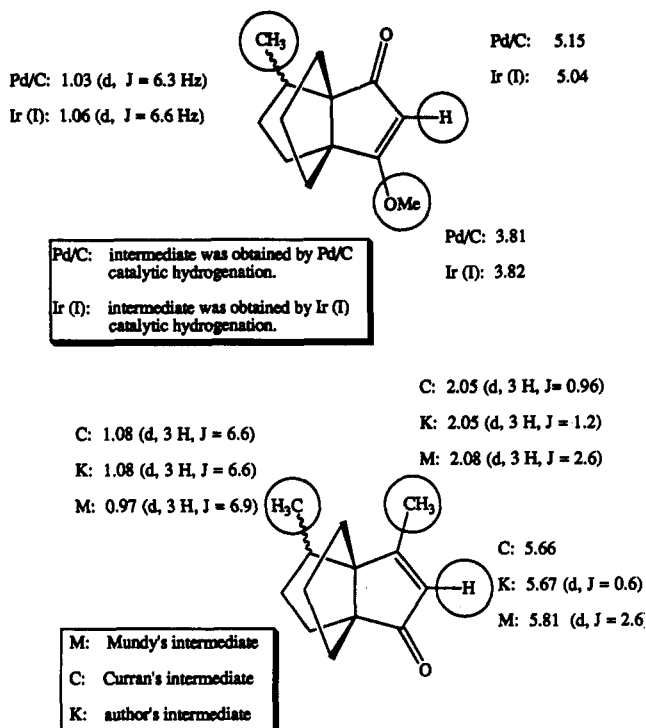 CH3
O
Pd/C: 5.15
Ir (I): 5.04
Pd/C: 1.03 (d, J = 6.3 Hz)
Ir (I): 1.06 (d, J = 6.6 Hz)
H
OMe
Pd/C: 3.81
Ir (I): 3.82
Pd/C: intermediate was obtained by Pd/C
catalytic hydrogenation.
Ir (I): intermediate was obtained by Ir (I)
catalytic hydrogenation.
C: 2.05 (d, 3 H, J= 0.96)
K: 2.05 (d, 3 H, J = 1.2)
M: 2.08 (d, 3 H, J = 2.6)
C: 1.08 (d, 3 H, J = 6.6)
K: 1.08 (d, 3 H, J = 6.6)
M: 0.97 (d, 3 H, J = 6.9)
H3C
CH3
C: 5.66
H
K: 5.67 (d, J = 0.6)
M: 5.81 (d, J = 2.6)
O
M: Mundy's intermediate
C: Curran's intermediate
K: author's intermediate